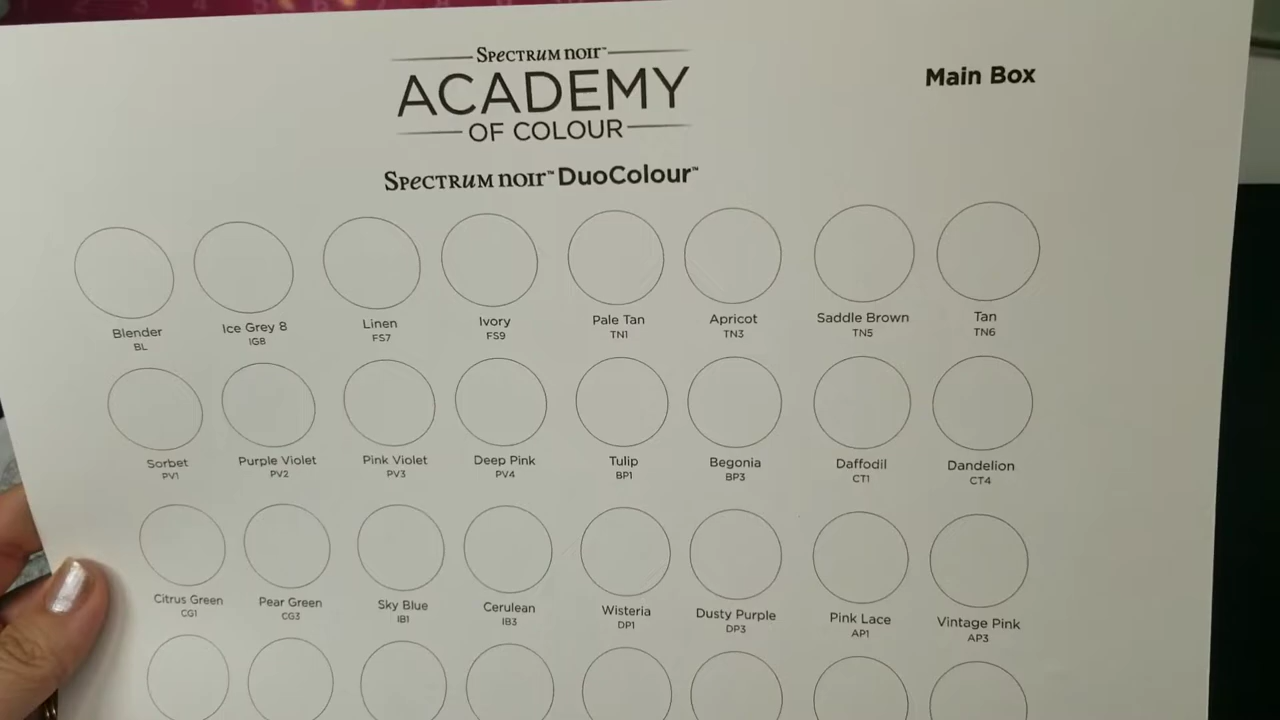 Spectrum noir™
ACADEMY
OF COLOUR
Main Box
Spectrum noir™ DuoColour™
Blender Ice Grey 8 Linen Ivory Pale Tan Apricot Saddle Brown Tan
BL IG8 FS7 FS9 TN1 TN3 TN5 TN6
Sorbet Purple Violet Pink Violet Deep Pink Tulip Begonia Daffodil Dandelion
PV1 PV2 PV3 PV4 BP1 BP3 CT1 CT4
Citrus Green Pear Green Sky Blue Cerulean Wisteria Dusty Purple Pink Lace Vintage Pink
CG1 CG3 IB1 IB3 DP1 DP3 AP1 AP3